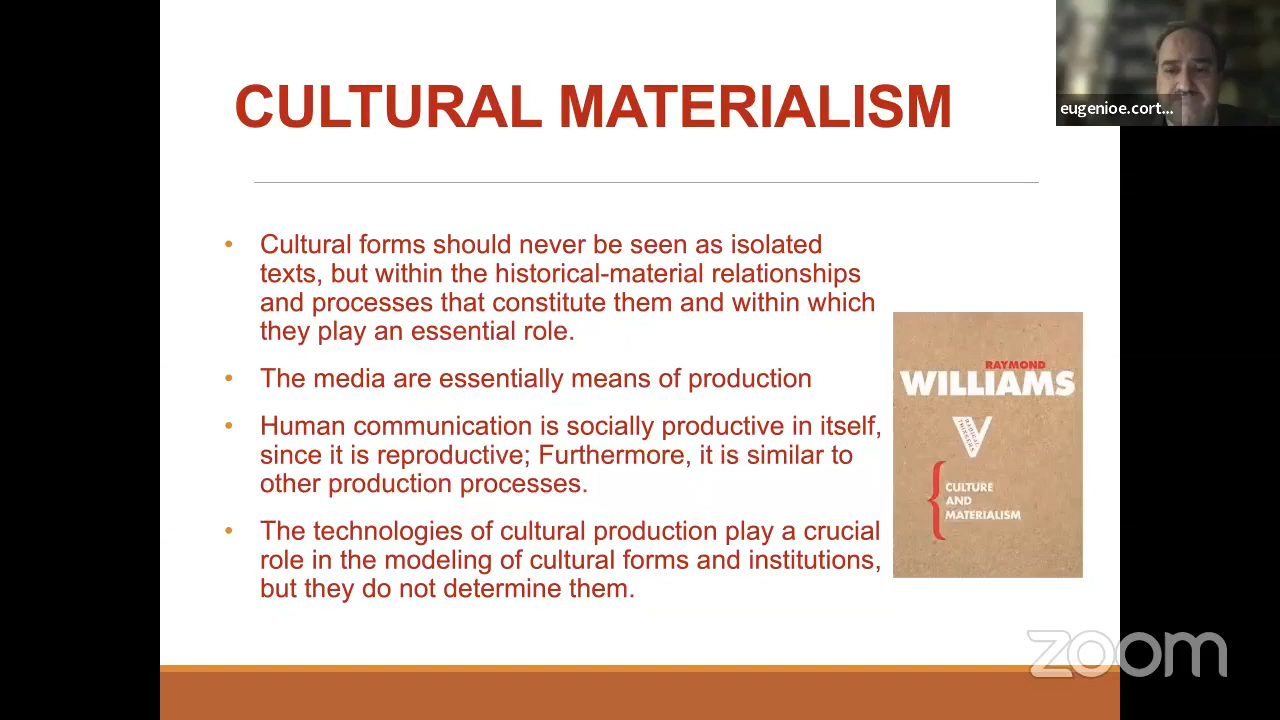 CULTURAL MATERIALISM
eugenioe.cort...
• Cultural forms should never be seen as isolated
texts, but within the historical-material relationships
and processes that constitute them and within which
they play an essential role.
• The media are essentially means of production
• Human communication is socially productive in itself,
since it is reproductive; Furthermore, it is similar to
other production processes.
• The technologies of cultural production play a crucial
role in the modeling of cultural forms and institutions,
but they do not determine them.
RAYMOND
WILLIAMS
V
RADICAL
THINKERS
CULTURE
AND
MATERIALISM
zoom